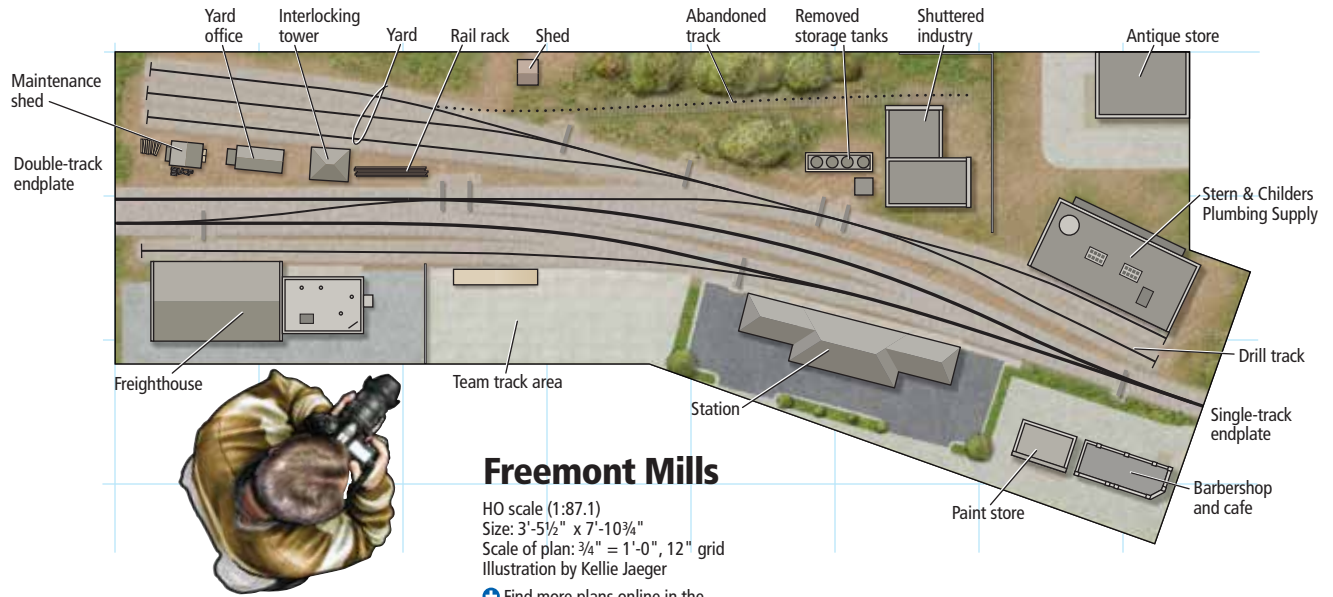 Yard
office
Interlocking
tower
Yard
Rail rack
Shed
Abandoned
track
Removed
storage tanks
Shuttered
industry
Antique store
Maintenance
shed
Double-track
endplate
Stern & Childers
Plumbing Supply
Freighthouse
Team track area
Station
Drill track
Single-track
endplate
Paint store
Barbershop
and cafe
Freemont Mills
HO scale (1:87.1)
Size: 3'-5½" x 7'-10¾"
Scale of plan: ¾" = 1'-0", 12" grid
Illustration by Kellie Jaeger
Find more plans online in the